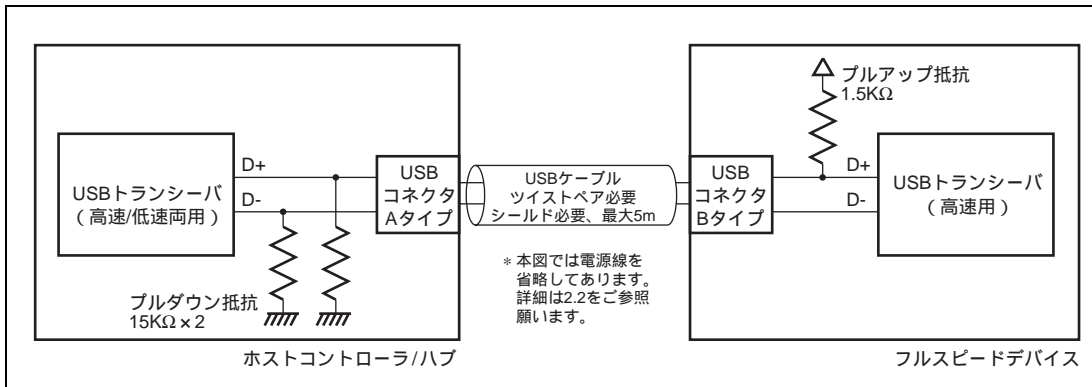 USBトランシーバ
（高速/低速両用）
D+
D-
プルダウン抵抗
15KΩ×2
USB
コネクタ
Aタイプ
ホストコントローラ/ハブ
USBケーブル
ツイストペア必要
シールド必要、最大5m
* 本図では電源線を
省略してあります。
詳細は2.2をご参照
願います。
USB
コネクタ
Bタイプ
プルアップ抵抗
1.5KΩ
D+
D-
USBトランシーバ
（高速用）
フルスピードデバイス